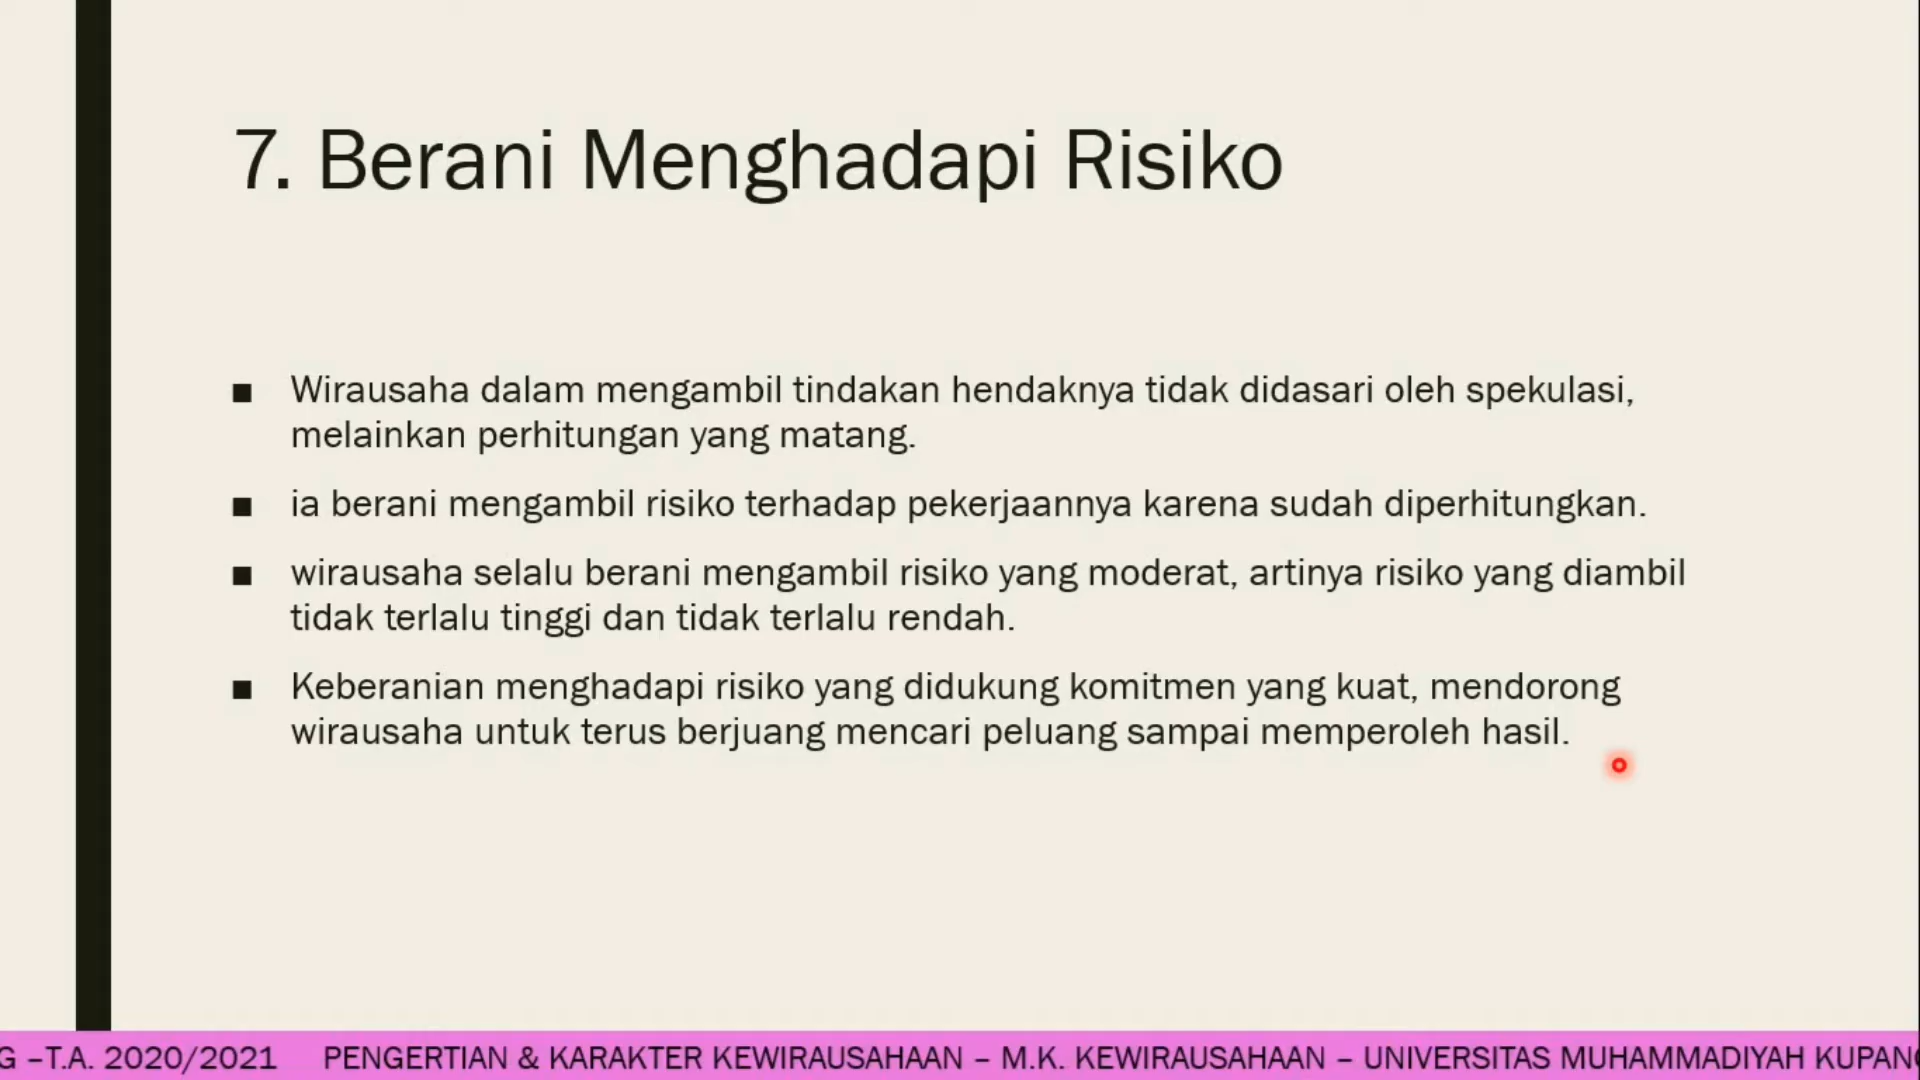 7. Berani Menghadapi Risiko
▪ Wirausaha dalam mengambil tindakan hendaknya tidak didasari oleh spekulasi,
melainkan perhitungan yang matang.
▪ ia berani mengambil risiko terhadap pekerjaannya karena sudah diperhitungkan.
▪ wirausaha selalu berani mengambil risiko yang moderat, artinya risiko yang diambil
tidak terlalu tinggi dan tidak terlalu rendah.
▪ Keberanian menghadapi risiko yang didukung komitmen yang kuat, mendorong
wirausaha untuk terus berjuang mencari peluang sampai memperoleh hasil.
G –T.A. 2020/2021 PENGERTIAN & KARAKTER KEWIRAUSAHAAN – M.K. KEWIRAUSAHAAN – UNIVERSITAS MUHAMMADIYAH KUPANG